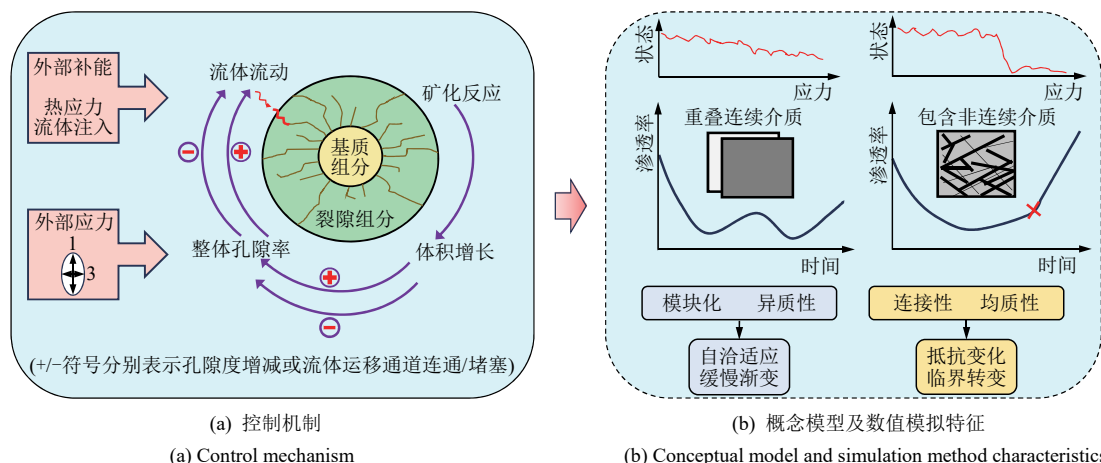 外部补能
热应力
流体注入
外部应力
1
3
流体流动
矿化反应
−
+
基质
组分
裂隙组分
整体孔隙率
体积增长
+
−
(+/−符号分别表示孔隙度增减或流体运移通道连通/堵塞)
(a) 控制机制
(a) Control mechanism
状态
应力
状态
应力
渗透率
重叠连续介质
时间
渗透率
包含非连续介质
时间
模块化 异质性
连接性 均质性
自洽适应
缓慢渐变
抵抗变化
临界转变
(b) 概念模型及数值模拟特征
(b) Conceptual model and simulation method characteristics